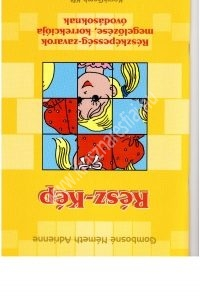 Gombosné Németh Adrienne
Rész-Kép
Részképesség-zavarok
megelőzése, korrekciója
óvodásoknak